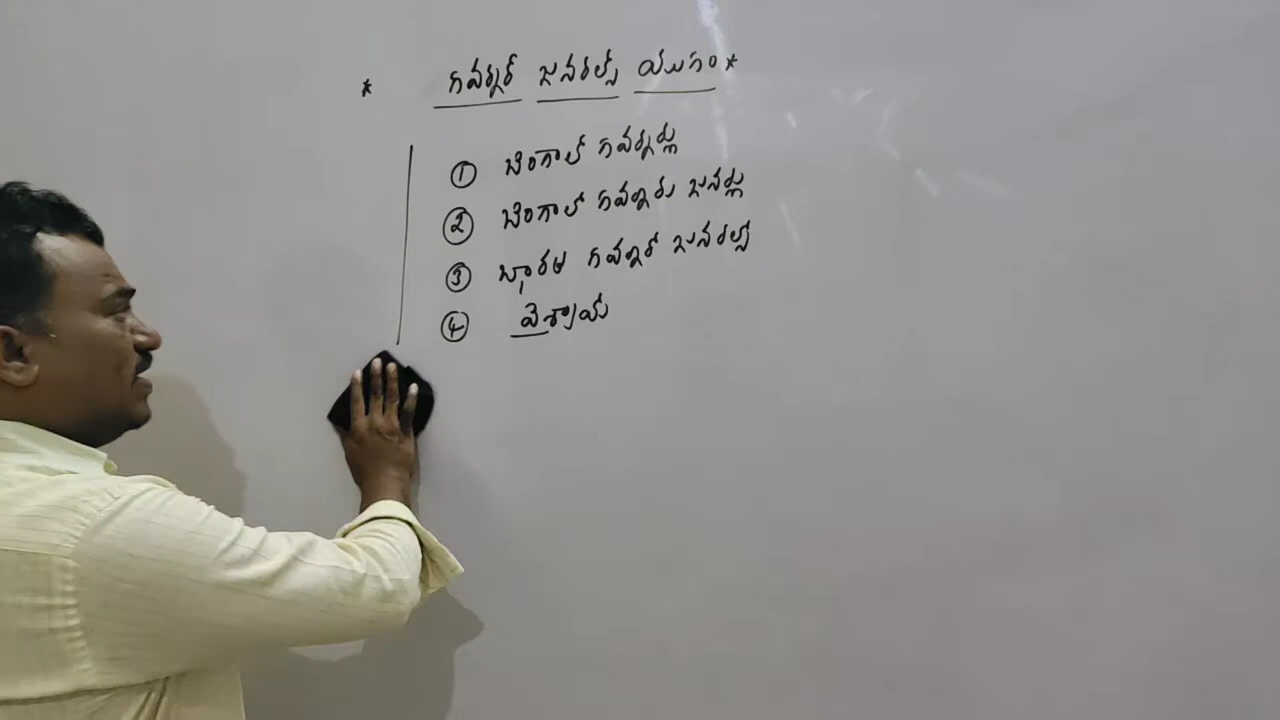 * గవర్నర్ జనరల్స్ యుగం *
① బెంగాల్ గవర్నర్లు
② బెంగాల్ గవర్నరు జనరల్లు
③ భారత గవర్నర్ జనరల్స్
④ వైశ్రాయ్